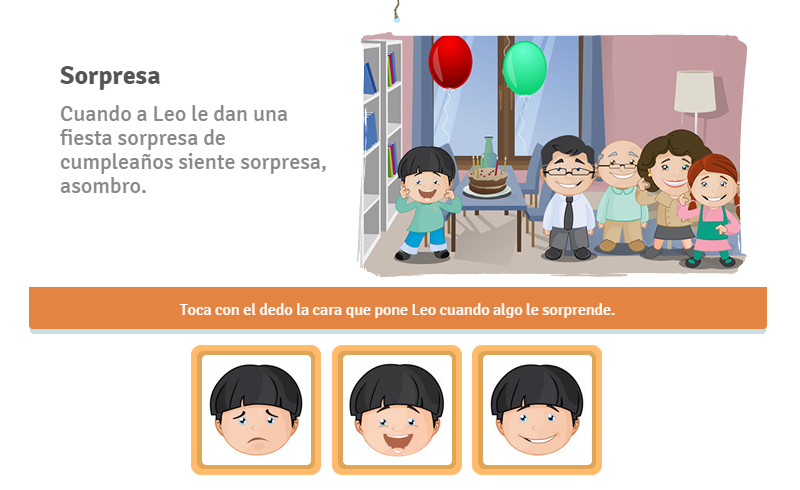 Sorpresa
Cuando a Leo le dan una
fiesta sorpresa de
cumpleaños siente sorpresa,
asombro.
Toca con el dedo la cara que pone Leo cuando algo le sorprende.